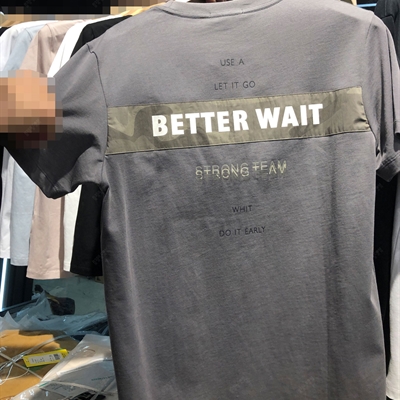 USE A
LET IT GO
BETTER WAIT
STRONG TEAM
WHIT
DO IT EARLY